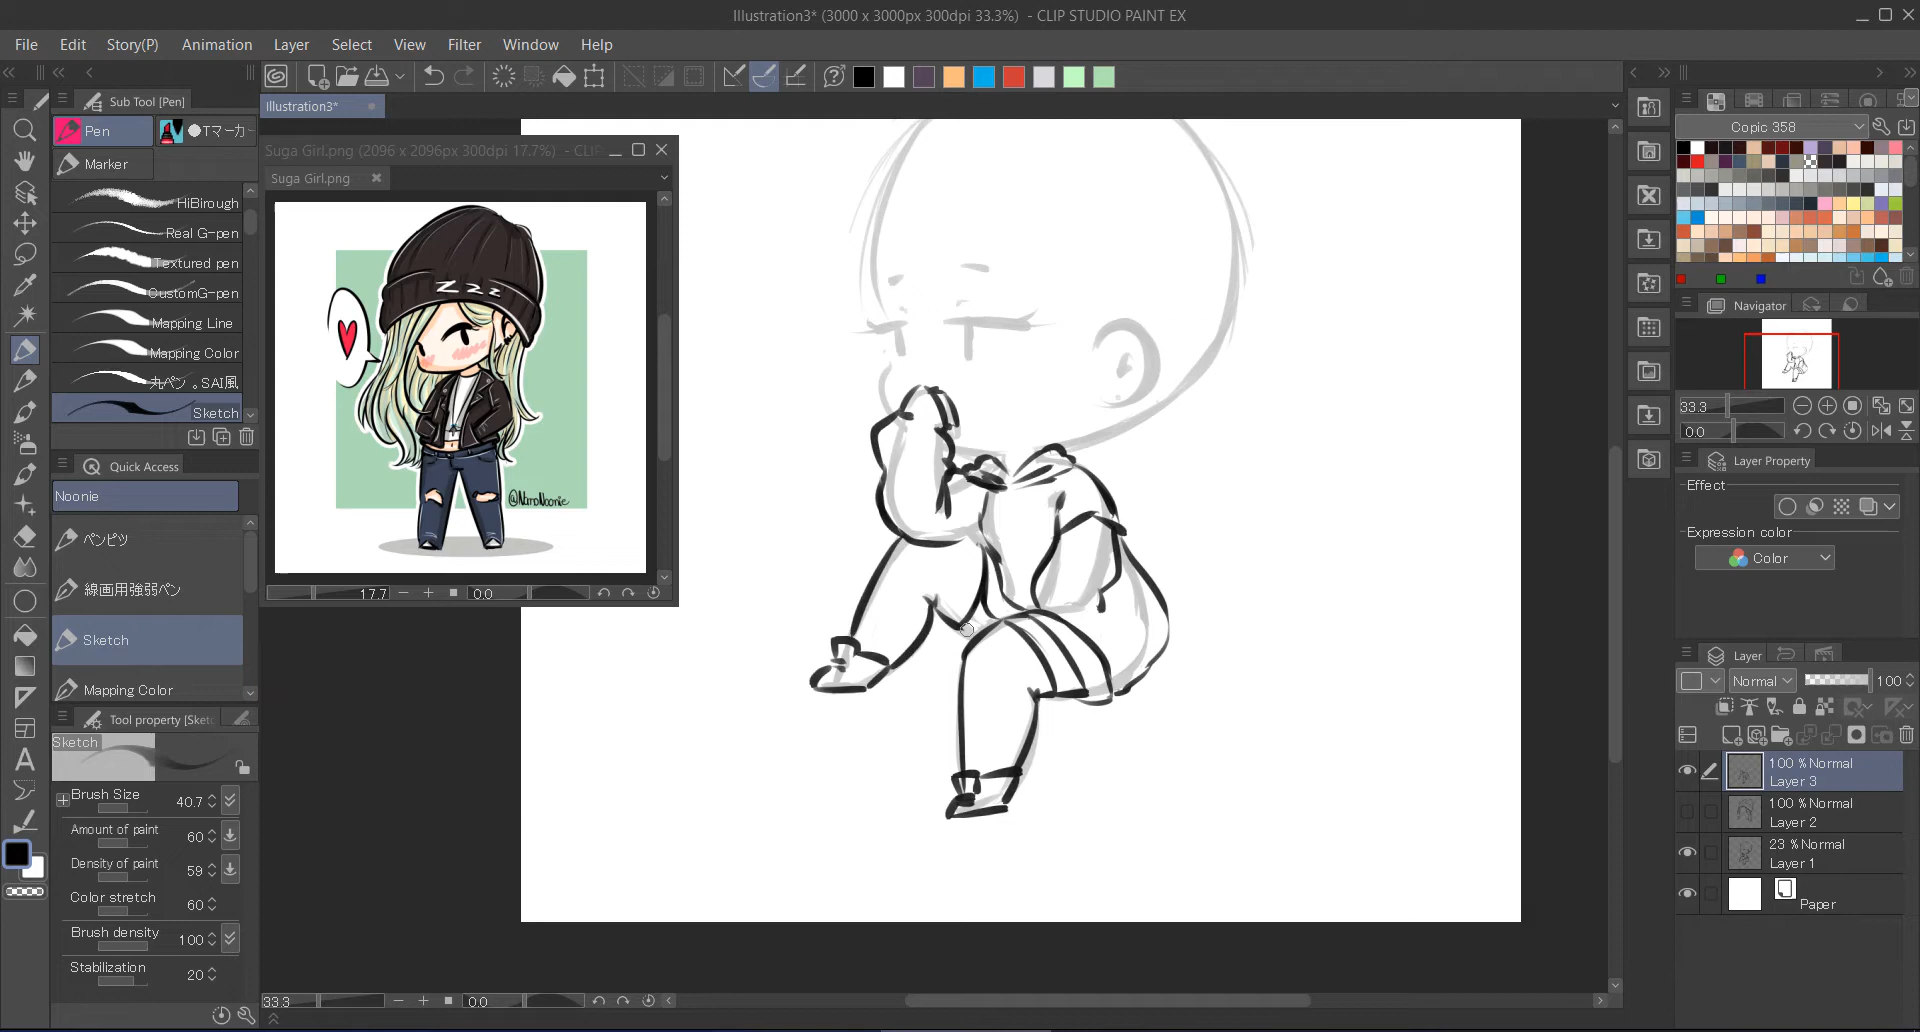 Illustration3* (3000 x 3000px 300dpi 33.3%) - CLIP STUDIO PAINT EX
File Edit Story(P) Animation Layer Select View Filter Window Help
Sub Tool [Pen]
Pen
●Tマーカー
Marker
HiBirough
Real G-pen
Textured pen
CustomG-pen
Mapping Line
Mapping Color
丸ペン。SAI風
Sketch
Quick Access
Noonie
ペンピツ
線画用強弱ペン
Sketch
Mapping Color
Tool property [Sketc
Sketch
Brush Size 40.7
Amount of paint 60
Density of paint 59
Color stretch 60
Brush density 100
Stabilization 20
Illustration3*
Suga Girl.png (2096 x 2096px 300dpi 17.7%) - CLIP
Suga Girl.png
Zzz
@NanoNoonie
17.7 0.0
33.3 0.0
Copic 358
Navigator
33.3
0.0
Layer Property
Effect
Expression color
Color
Layer
Normal 100
100 %Normal
Layer 3
100 %Normal
Layer 2
23 %Normal
Layer 1
Paper